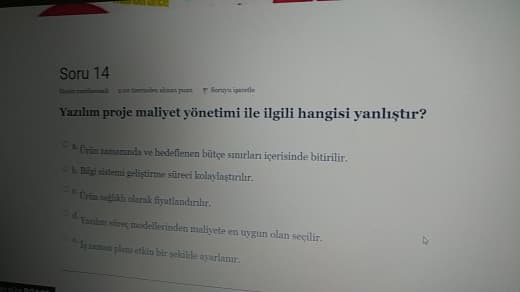 Soru 14
Yazılım proje maliyet yönetimi ile ilgili hangisi yanlıştır?
a. Ürün zamanında ve hedeflenen bütçe sınırları içerisinde bitirilir.
b. Bilgi sistemi geliştirme süreci kolaylaştırılır.
c. Ürün sağlıklı olarak fiyatlandırılır.
d. Yazılım süreç modellerinden maliyete en uygun olan seçilir.
e. İş zaman planı etkin bir şekilde ayarlanır.